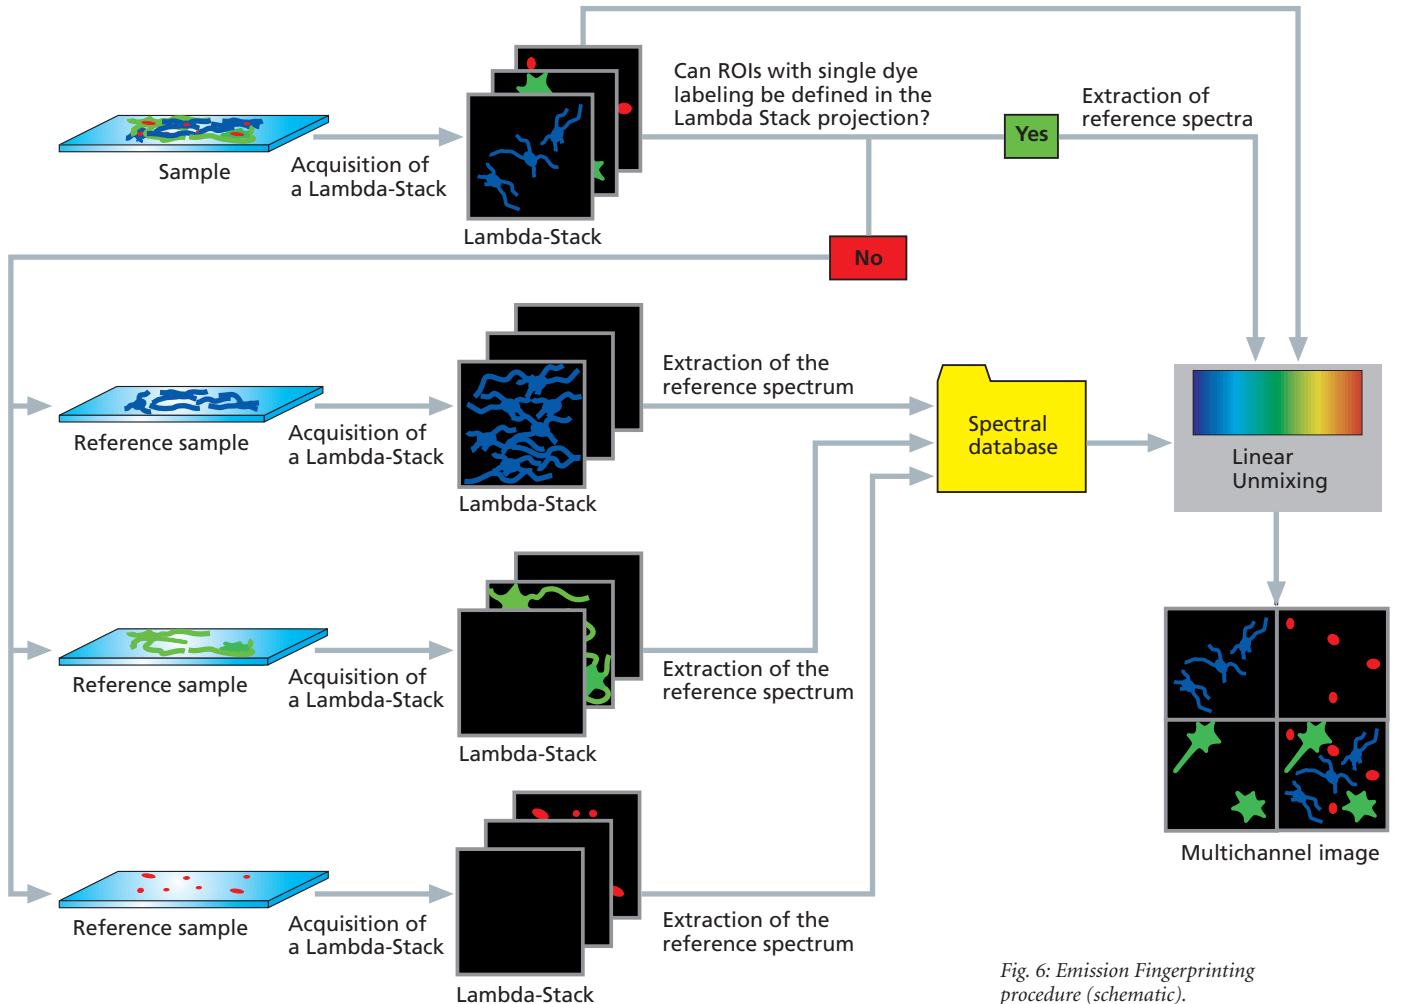 Can ROIs with single dye
labeling be defined in the
Lambda Stack projection?
Extraction of
reference spectra
Yes
Sample
Acquisition of
a Lambda-Stack
Lambda-Stack
No
Extraction of the
reference spectrum
Reference sample
Acquisition of
a Lambda-Stack
Lambda-Stack
Spectral
database
Linear
Unmixing
Reference sample
Acquisition of
a Lambda-Stack
Extraction of the
reference spectrum
Lambda-Stack
Multichannel image
Reference sample
Acquisition of
a Lambda-Stack
Extraction of the
reference spectrum
Lambda-Stack
Fig. 6: Emission Fingerprinting
procedure (schematic).